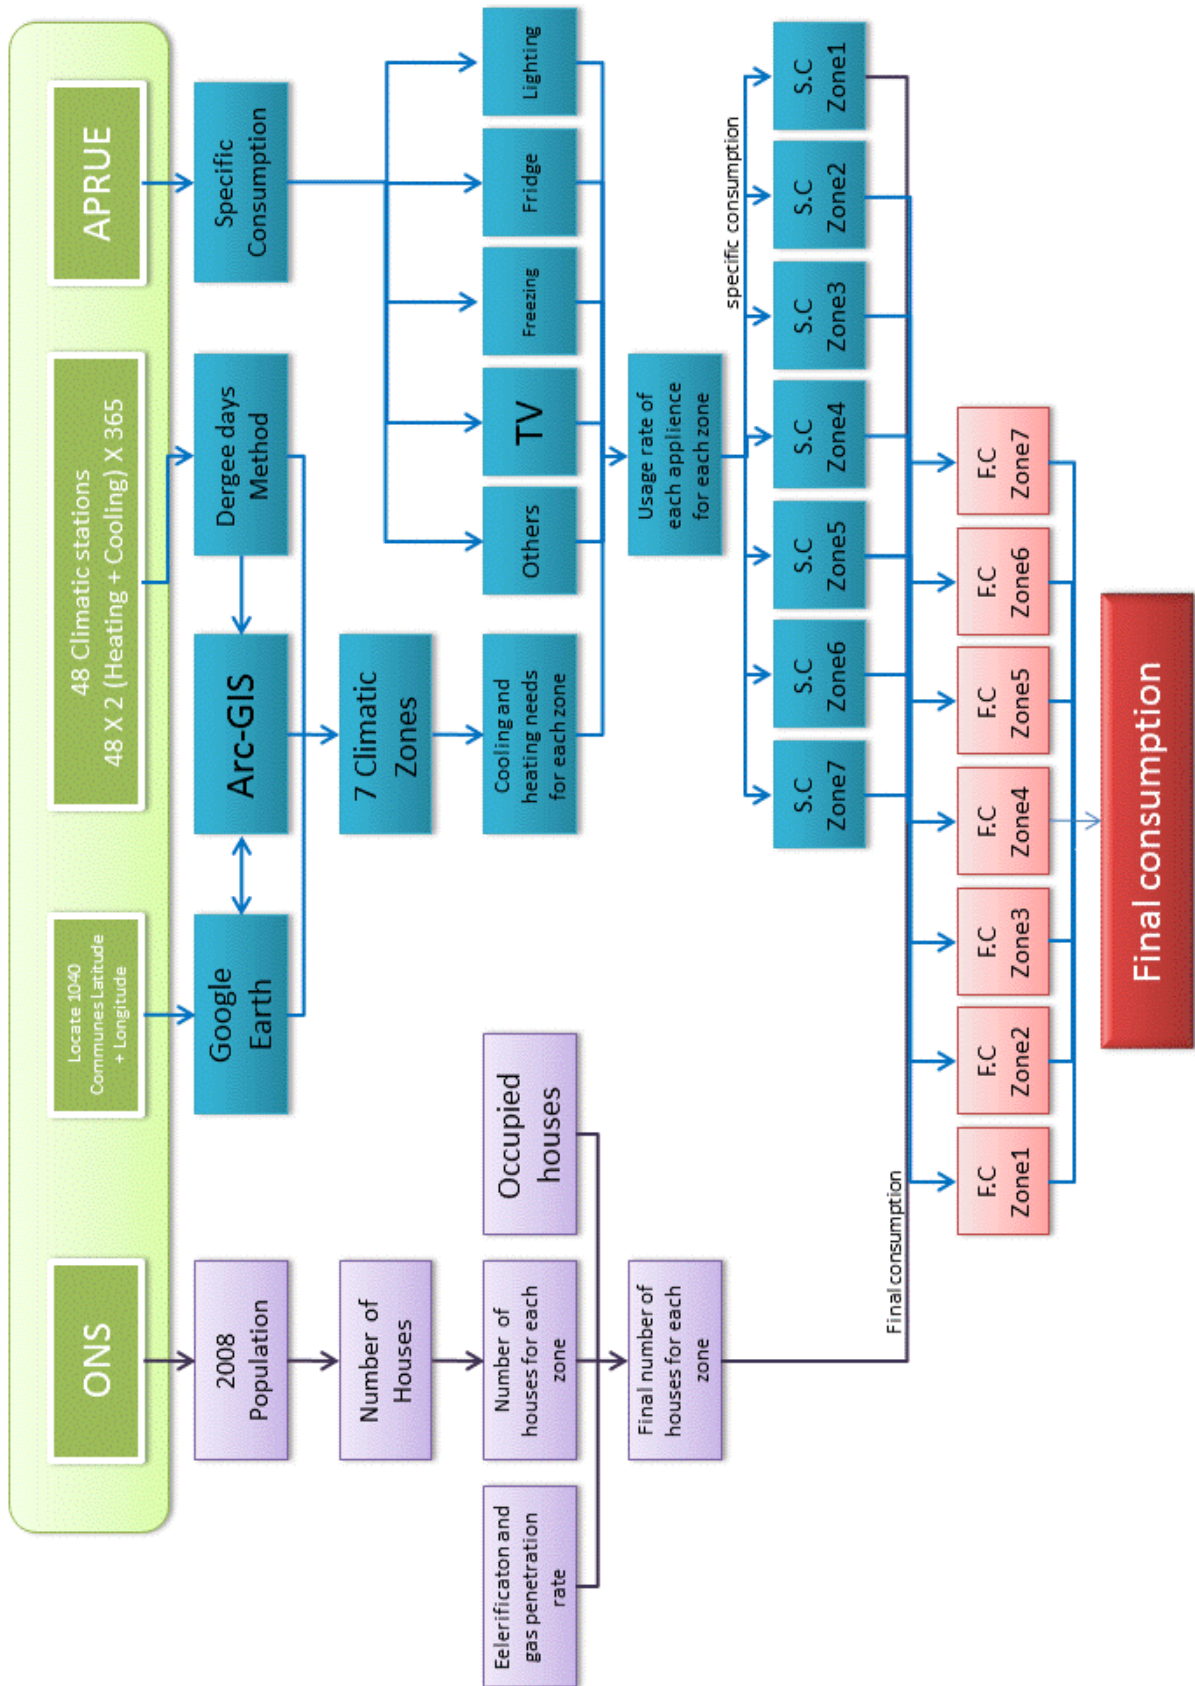 ONS
Locate 1040
Communes Latitude
+ Longitude
48 Climatic stations
48 X 2 (Heating + Cooling) X 365
APRUE
2008
Population
Google
Earth
Arc-GIS
Dergee days
Method
Specific
Consumption
Number of
Houses
7 Climatic
Zones
Eelerificaton and
gas penetration
rate
Number of
houses for each
zone
Occupied
houses
Cooling and
heating needs
for each zone
Others
TV
Freezing
Fridge
Lighting
Final number of
houses for each
zone
Usage rate of
each applience
for each zone
specific consumption
S.C
Zone7
S.C
Zone6
S.C
Zone5
S.C
Zone4
S.C
Zone3
S.C
Zone2
S.C
Zone1
Final consumption
F.C
Zone1
F.C
Zone2
F.C
Zone3
F.C
Zone4
F.C
Zone5
F.C
Zone6
F.C
Zone7
Final consumption